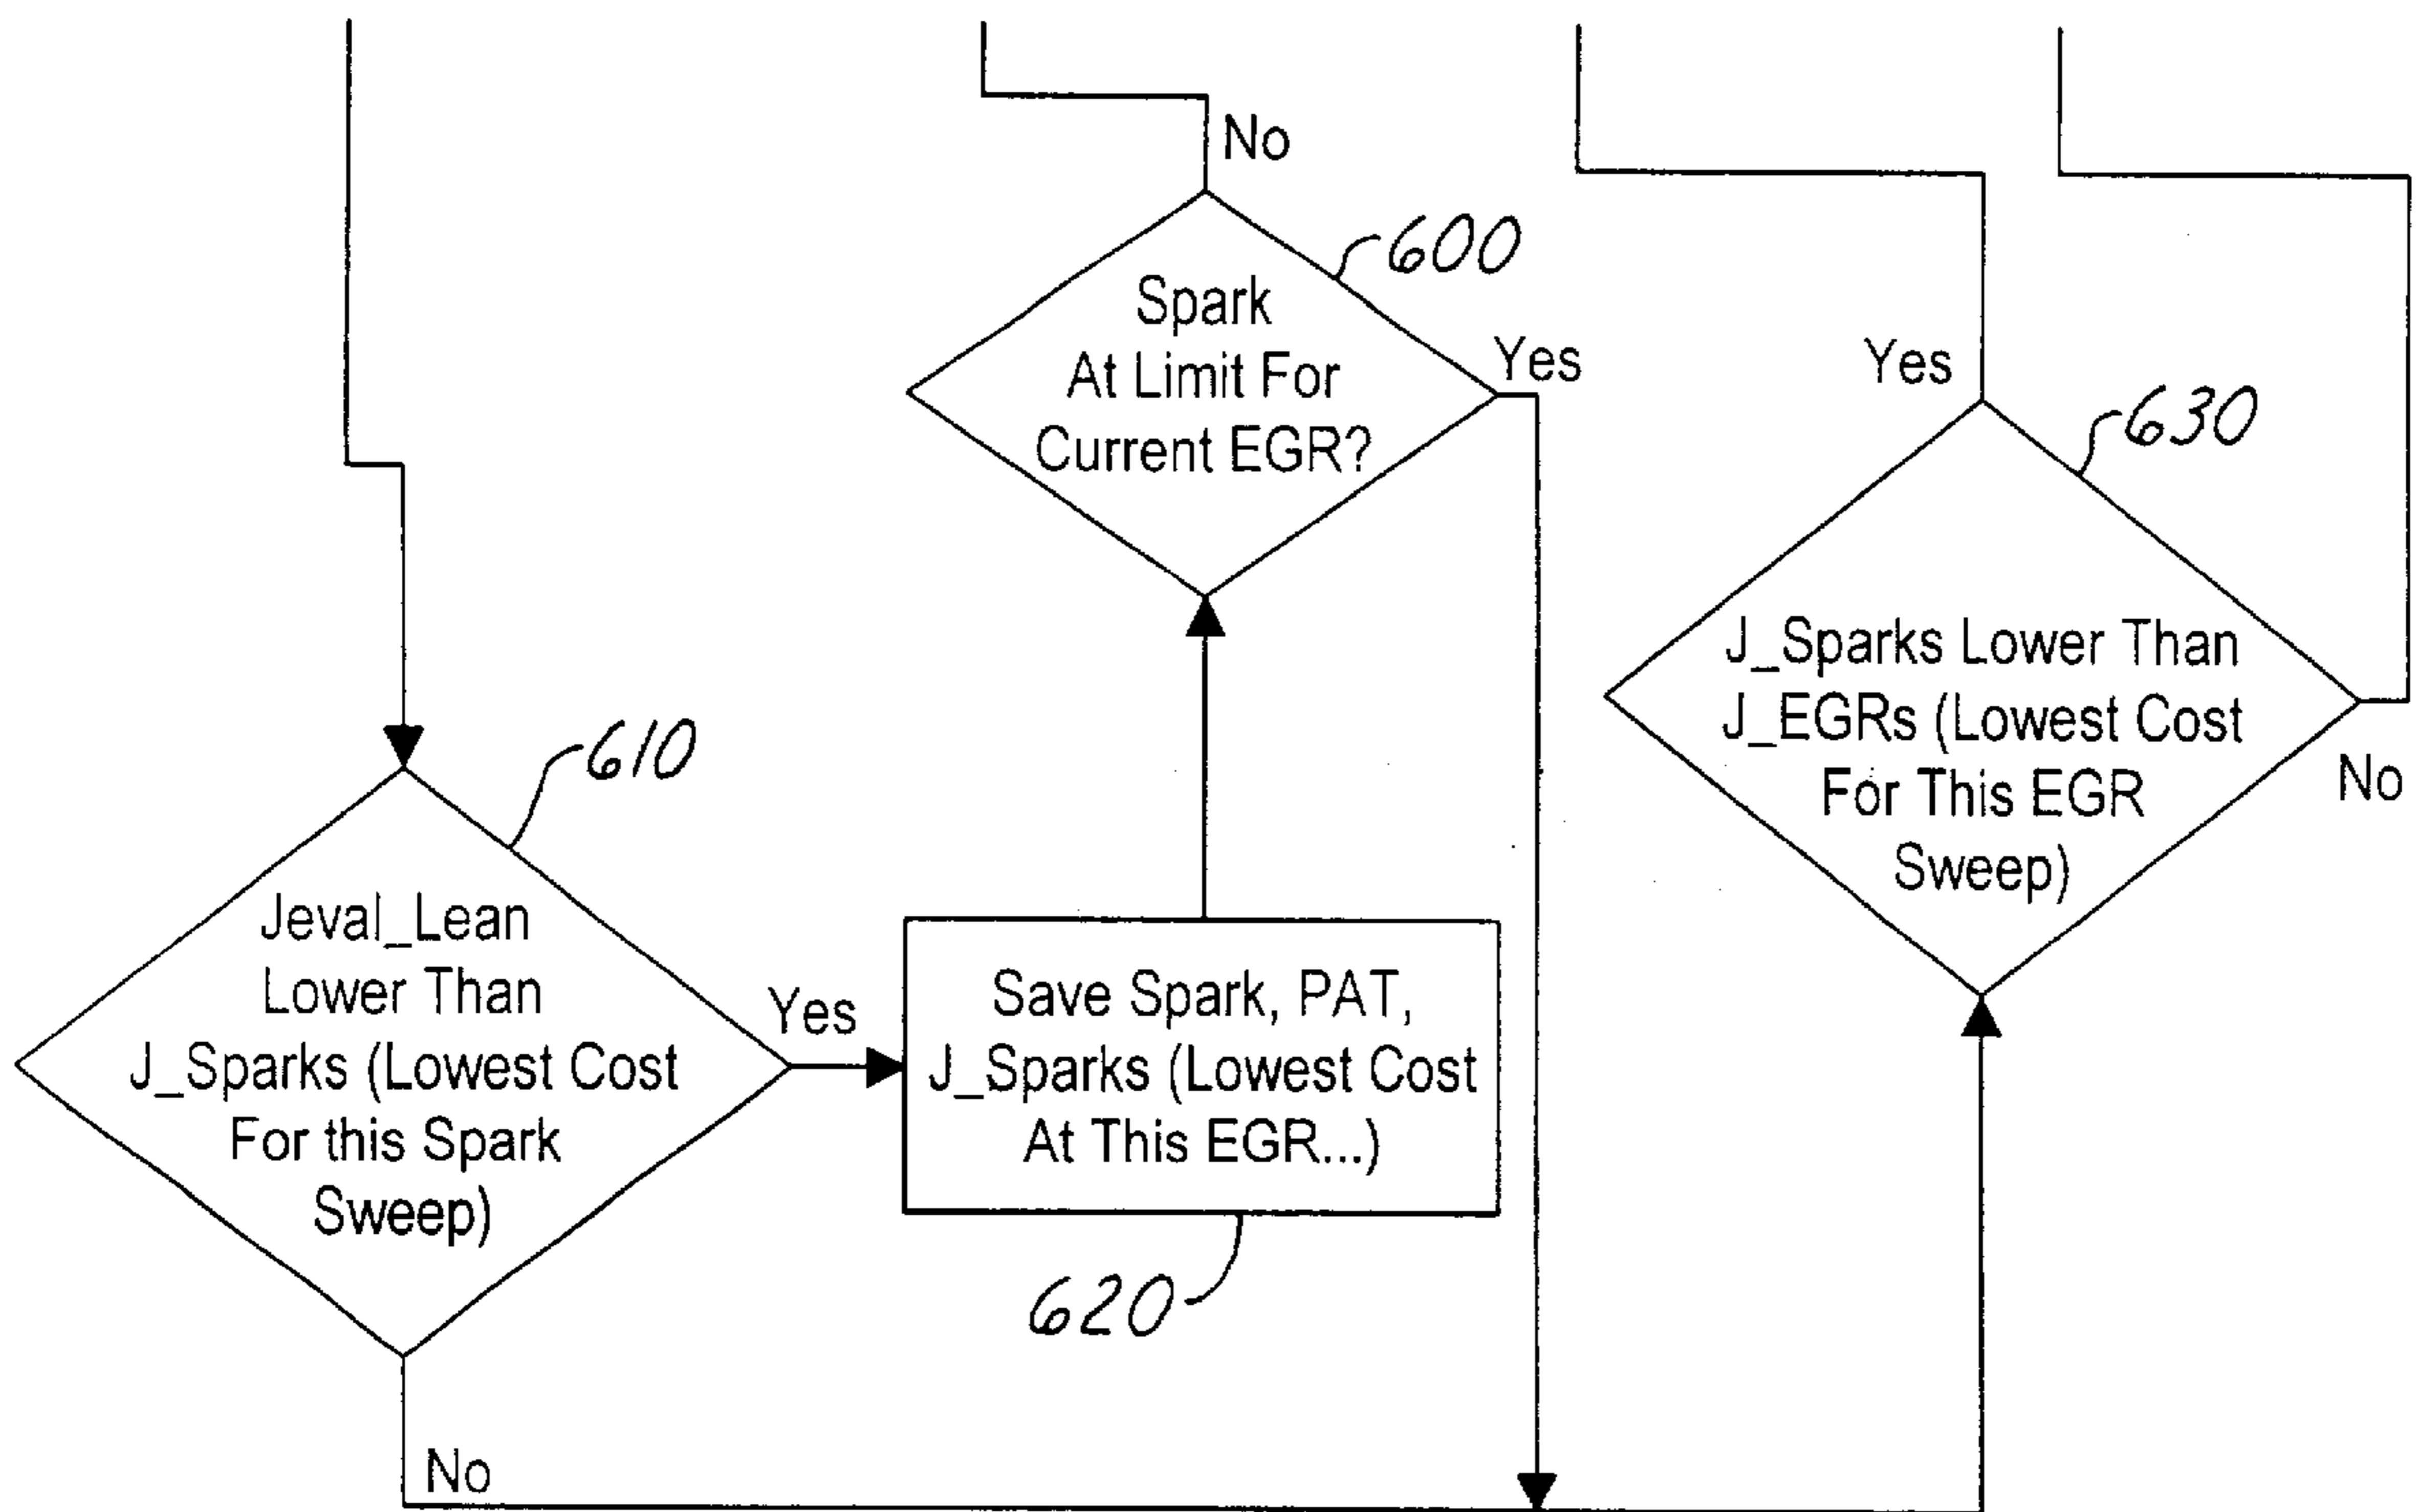 No
600
Spark
At Limit For
Current EGR?
Yes
Yes
630
J_Sparks Lower Than
J_EGRs (Lowest Cost
For This EGR
Sweep)
No
610
Jeval_Lean
Lower Than
J_Sparks (Lowest Cost
For this Spark
Sweep)
Yes
Save Spark, PAT,
J_Sparks (Lowest Cost
At This EGR...)
620
No